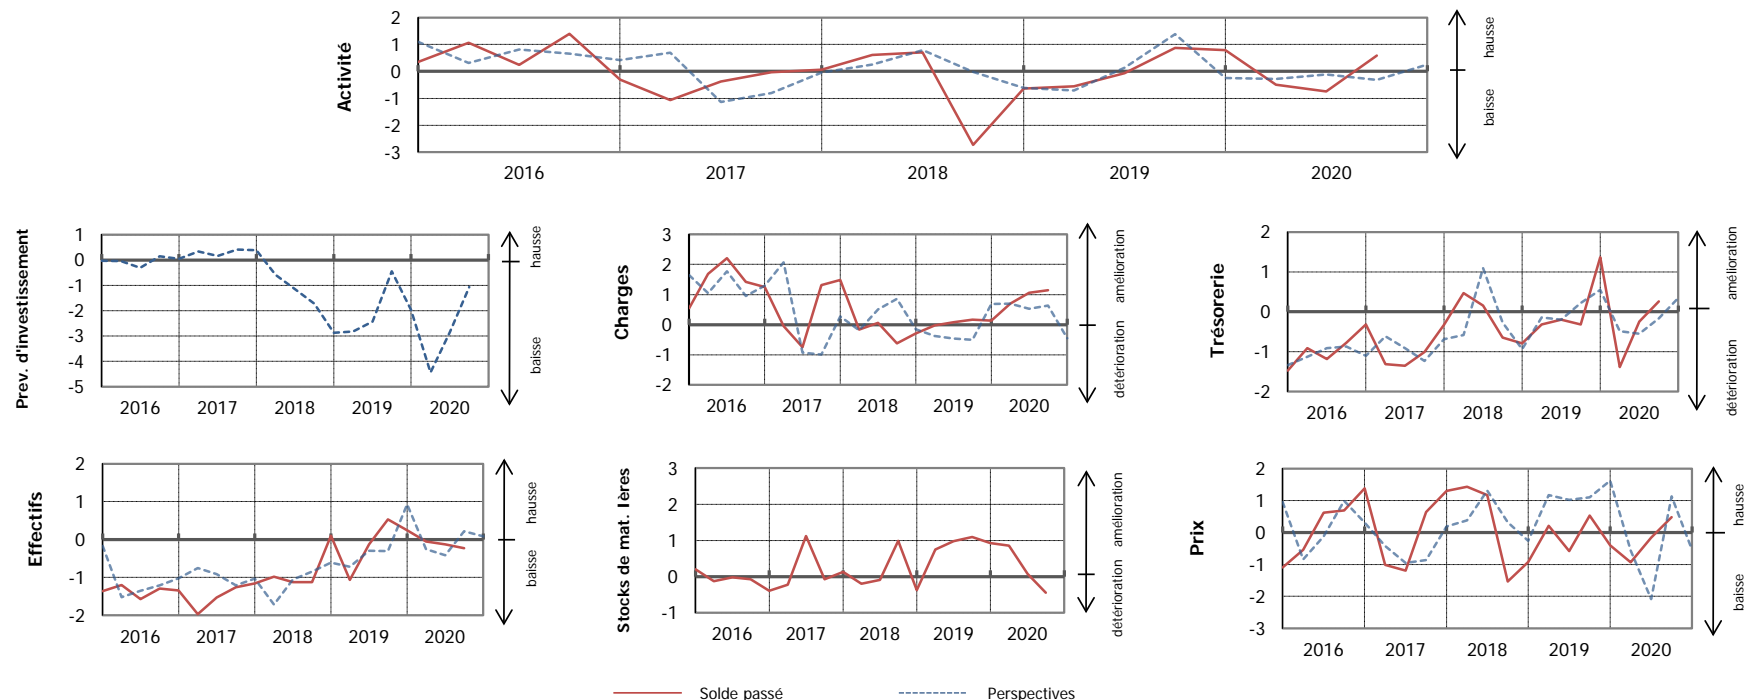 Activité
2
1
0
-1
-2
-3
2016 2017 2018 2019 2020
hausse
baisse
Prev. d'investissement
1
0
-1
-2
-3
-4
-5
2016 2017 2018 2019 2020
hausse
baisse
Charges
3
2
1
0
-1
-2
2016 2017 2018 2019 2020
amélioration
détérioration
Trésorerie
2
1
0
-1
-2
2016 2017 2018 2019 2020
amélioration
détérioration
Effectifs
2
1
0
-1
-2
2016 2017 2018 2019 2020
hausse
baisse
Stocks de mat. Ières
3
2
1
0
-1
2016 2017 2018 2019 2020
amélioration
détérioration
Prix
2
1
0
-1
-2
-3
2016 2017 2018 2019 2020
hausse
baisse
Solde passé Perspectives